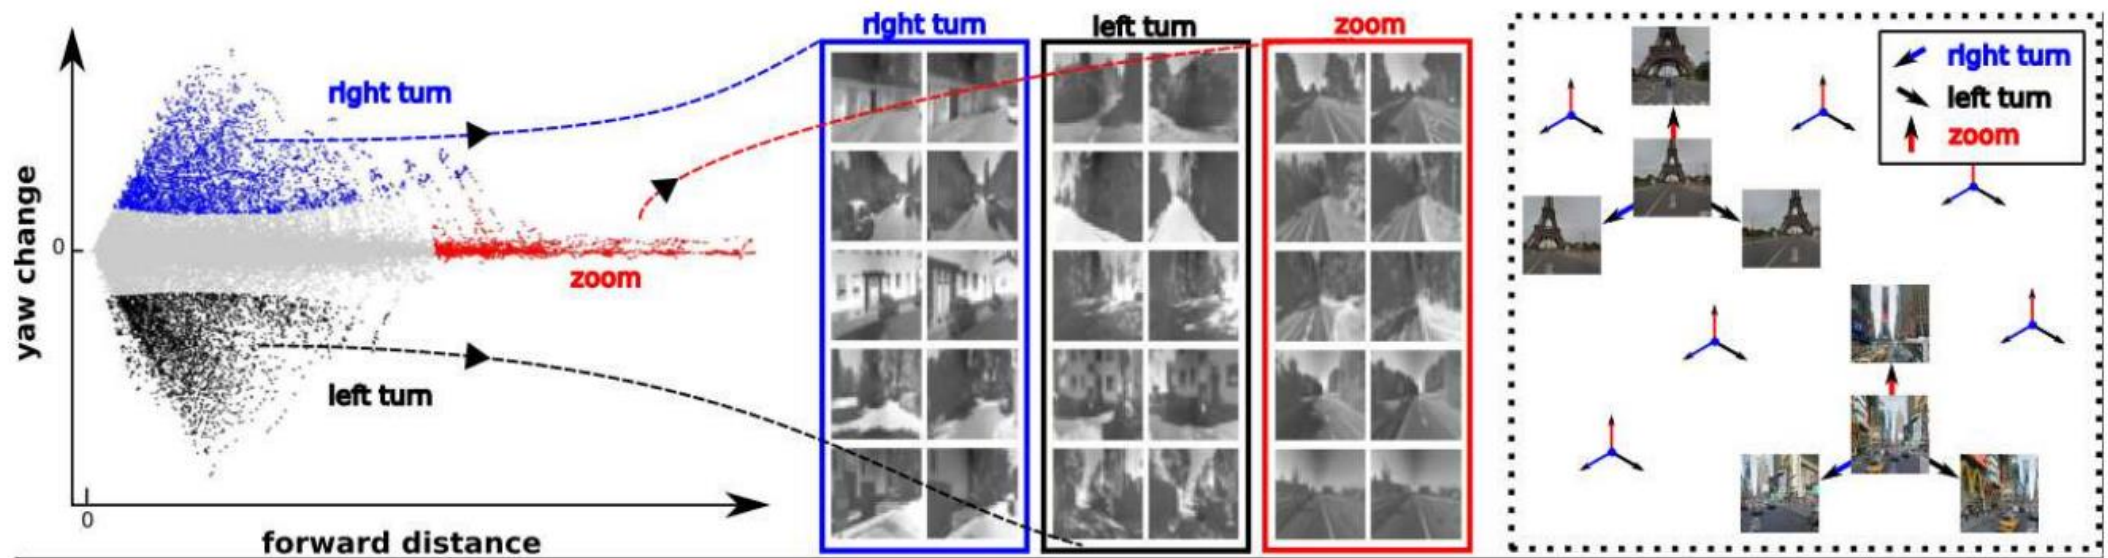 yaw change
0
0
forward distance
right turn
left turn
zoom
right turn
left turn
zoom
right turn
left turn
zoom